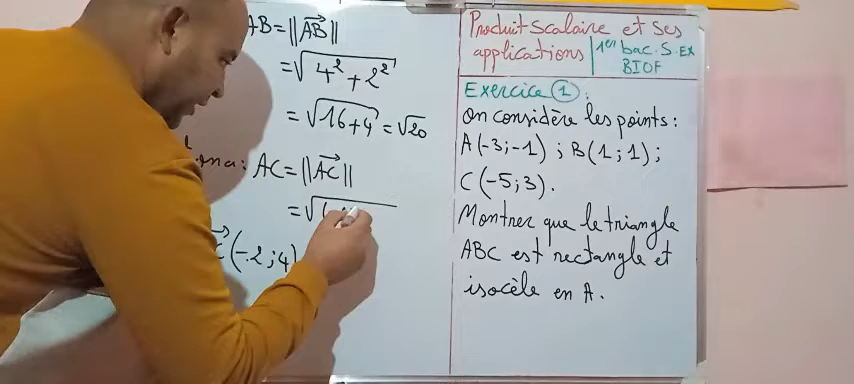 AB = ||AB||
= √4² + 2²
= √16+4 = √20
AC = ||AC||
= √(
(-2;4)
Produit scalaire et ses
applications | 1er bac.S.EX
BIOF
Exercice 1 :
On considère les points :
A(-3;-1) ; B(1;1) ;
C(-5;3).
Montrer que le triangle
ABC est rectangle et
isocèle en A.